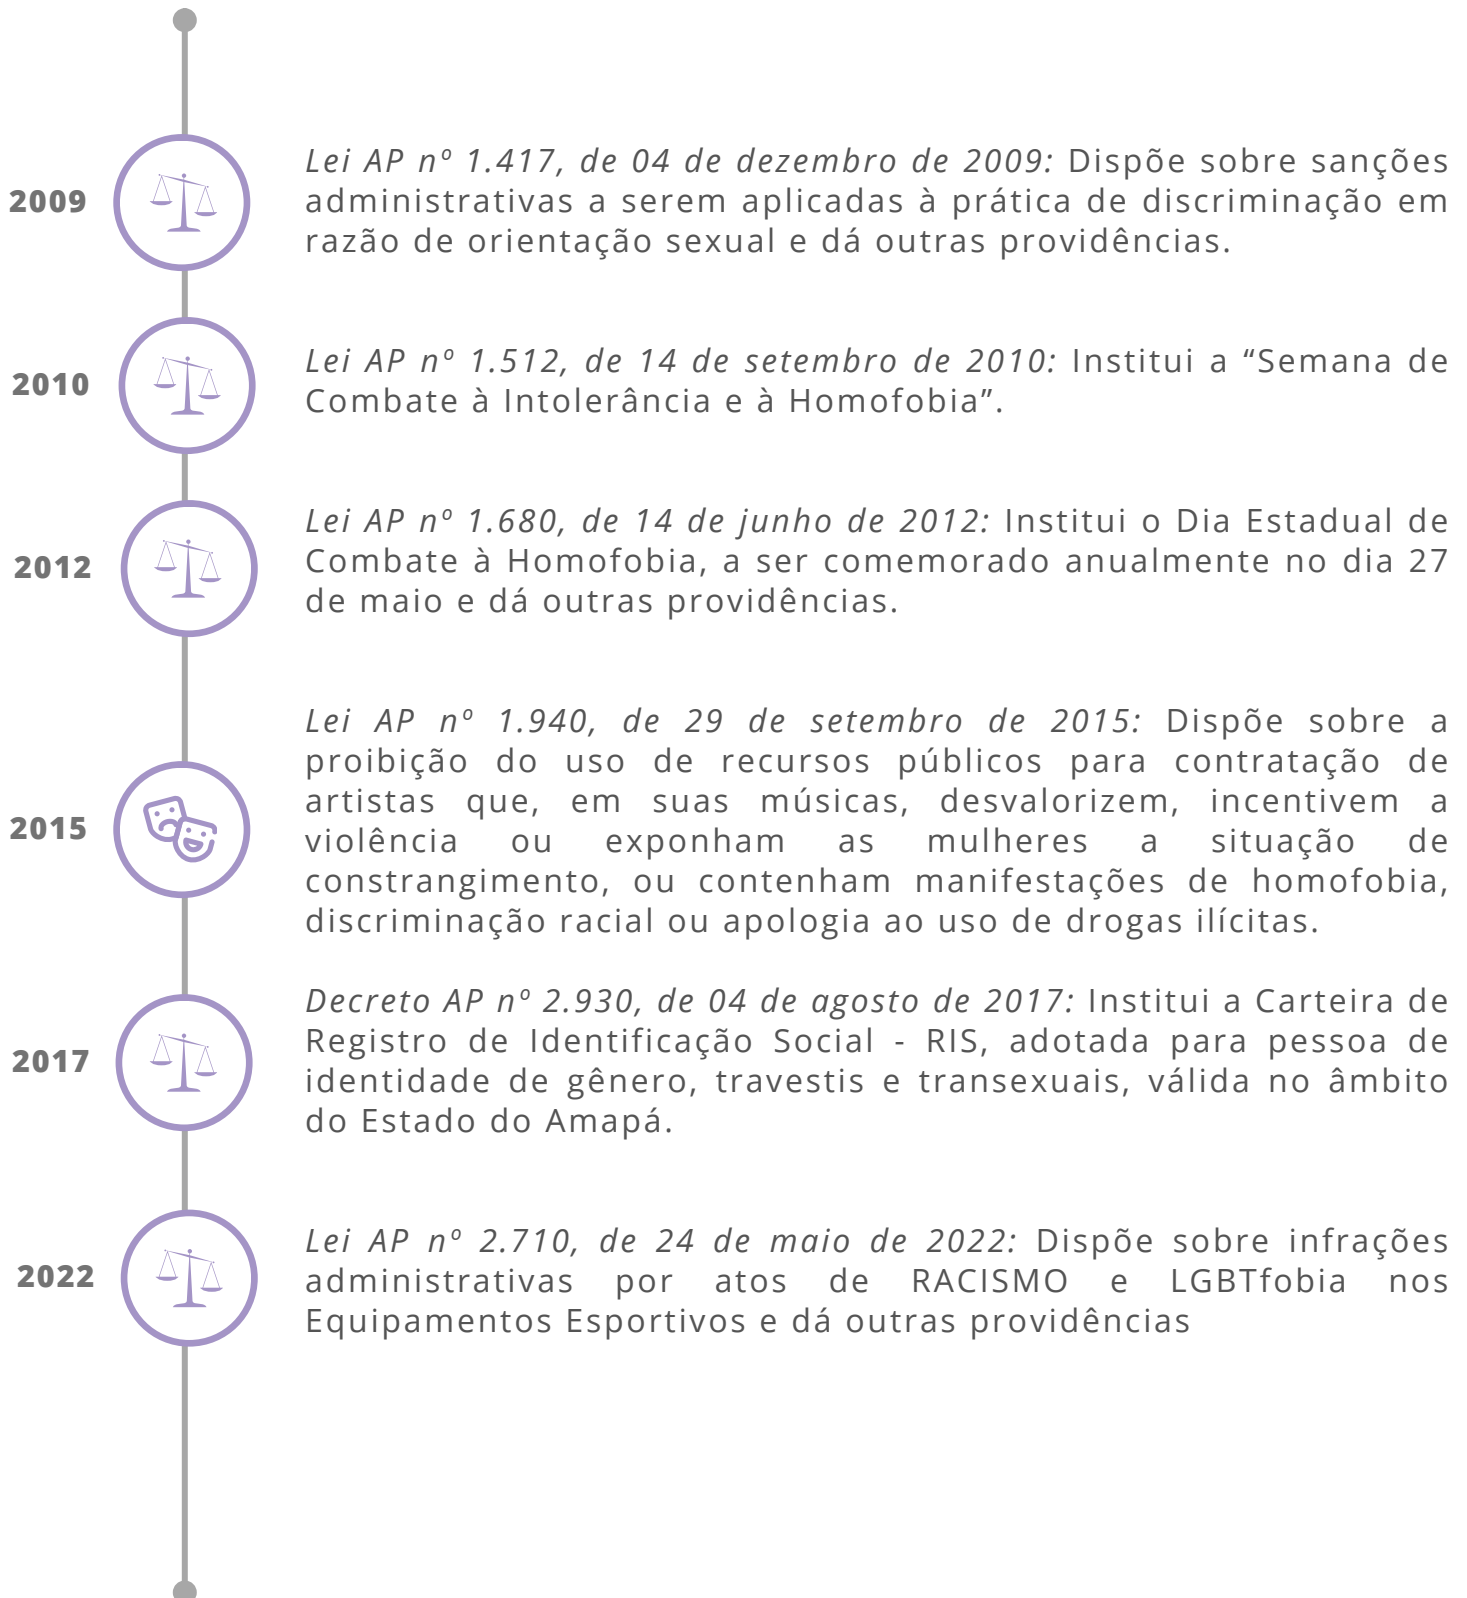 2009
Lei AP nº 1.417, de 04 de dezembro de 2009: Dispõe sobre sanções
administrativas a serem aplicadas à prática de discriminação em
razão de orientação sexual e dá outras providências.
2010
Lei AP nº 1.512, de 14 de setembro de 2010: Institui a “Semana de
Combate à Intolerância e à Homofobia”.
2012
Lei AP nº 1.680, de 14 de junho de 2012: Institui o Dia Estadual de
Combate à Homofobia, a ser comemorado anualmente no dia 27
de maio e dá outras providências.
2015
Lei AP nº 1.940, de 29 de setembro de 2015: Dispõe sobre a
proibição do uso de recursos públicos para contratação de
artistas que, em suas músicas, desvalorizem, incentivem a
violência ou exponham as mulheres a situação de
constrangimento, ou contenham manifestações de homofobia,
discriminação racial ou apologia ao uso de drogas ilícitas.
2017
Decreto AP nº 2.930, de 04 de agosto de 2017: Institui a Carteira de
Registro de Identificação Social - RIS, adotada para pessoa de
identidade de gênero, travestis e transexuais, válida no âmbito
do Estado do Amapá.
2022
Lei AP nº 2.710, de 24 de maio de 2022: Dispõe sobre infrações
administrativas por atos de RACISMO e LGBTfobia nos
Equipamentos Esportivos e dá outras providências